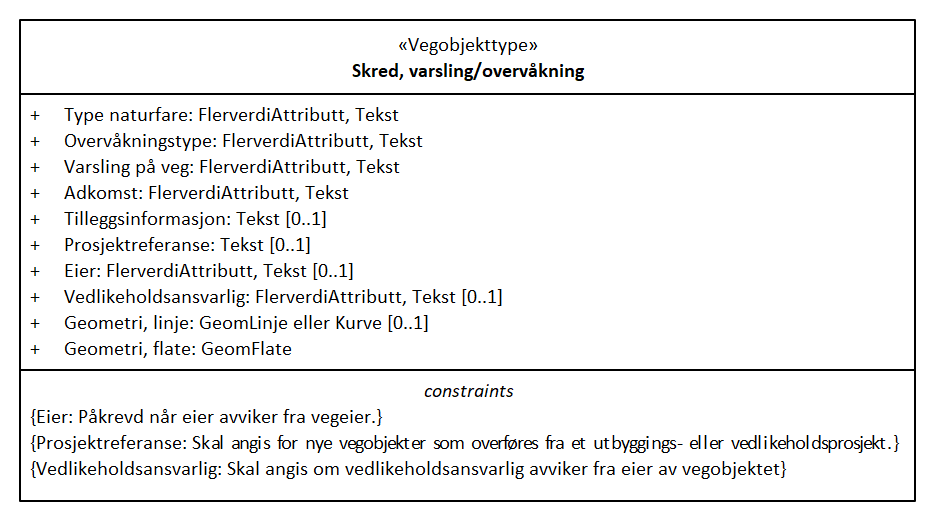 «Vegobjekttype»
Skred, varsling/overvåkning
+ Type naturfare: FlerverdiAttributt, Tekst
+ Overvåkningstype: FlerverdiAttributt, Tekst
+ Varsling på veg: FlerverdiAttributt, Tekst
+ Adkomst: FlerverdiAttributt, Tekst
+ Tilleggsinformasjon: Tekst [0..1]
+ Prosjektreferanse: Tekst [0..1]
+ Eier: FlerverdiAttributt, Tekst [0..1]
+ Vedlikeholdsansvarlig: FlerverdiAttributt, Tekst [0..1]
+ Geometri, linje: GeomLinje eller Kurve [0..1]
+ Geometri, flate: GeomFlate
constraints
{Eier: Påkrevd når eier avviker fra vegeier.}
{Prosjektreferanse: Skal angis for nye vegobjekter som overføres fra et utbyggings- eller vedlikeholdsprosjekt.}
{Vedlikeholdsansvarlig: Skal angis om vedlikeholdsansvarlig avviker fra eier av vegobjektet}